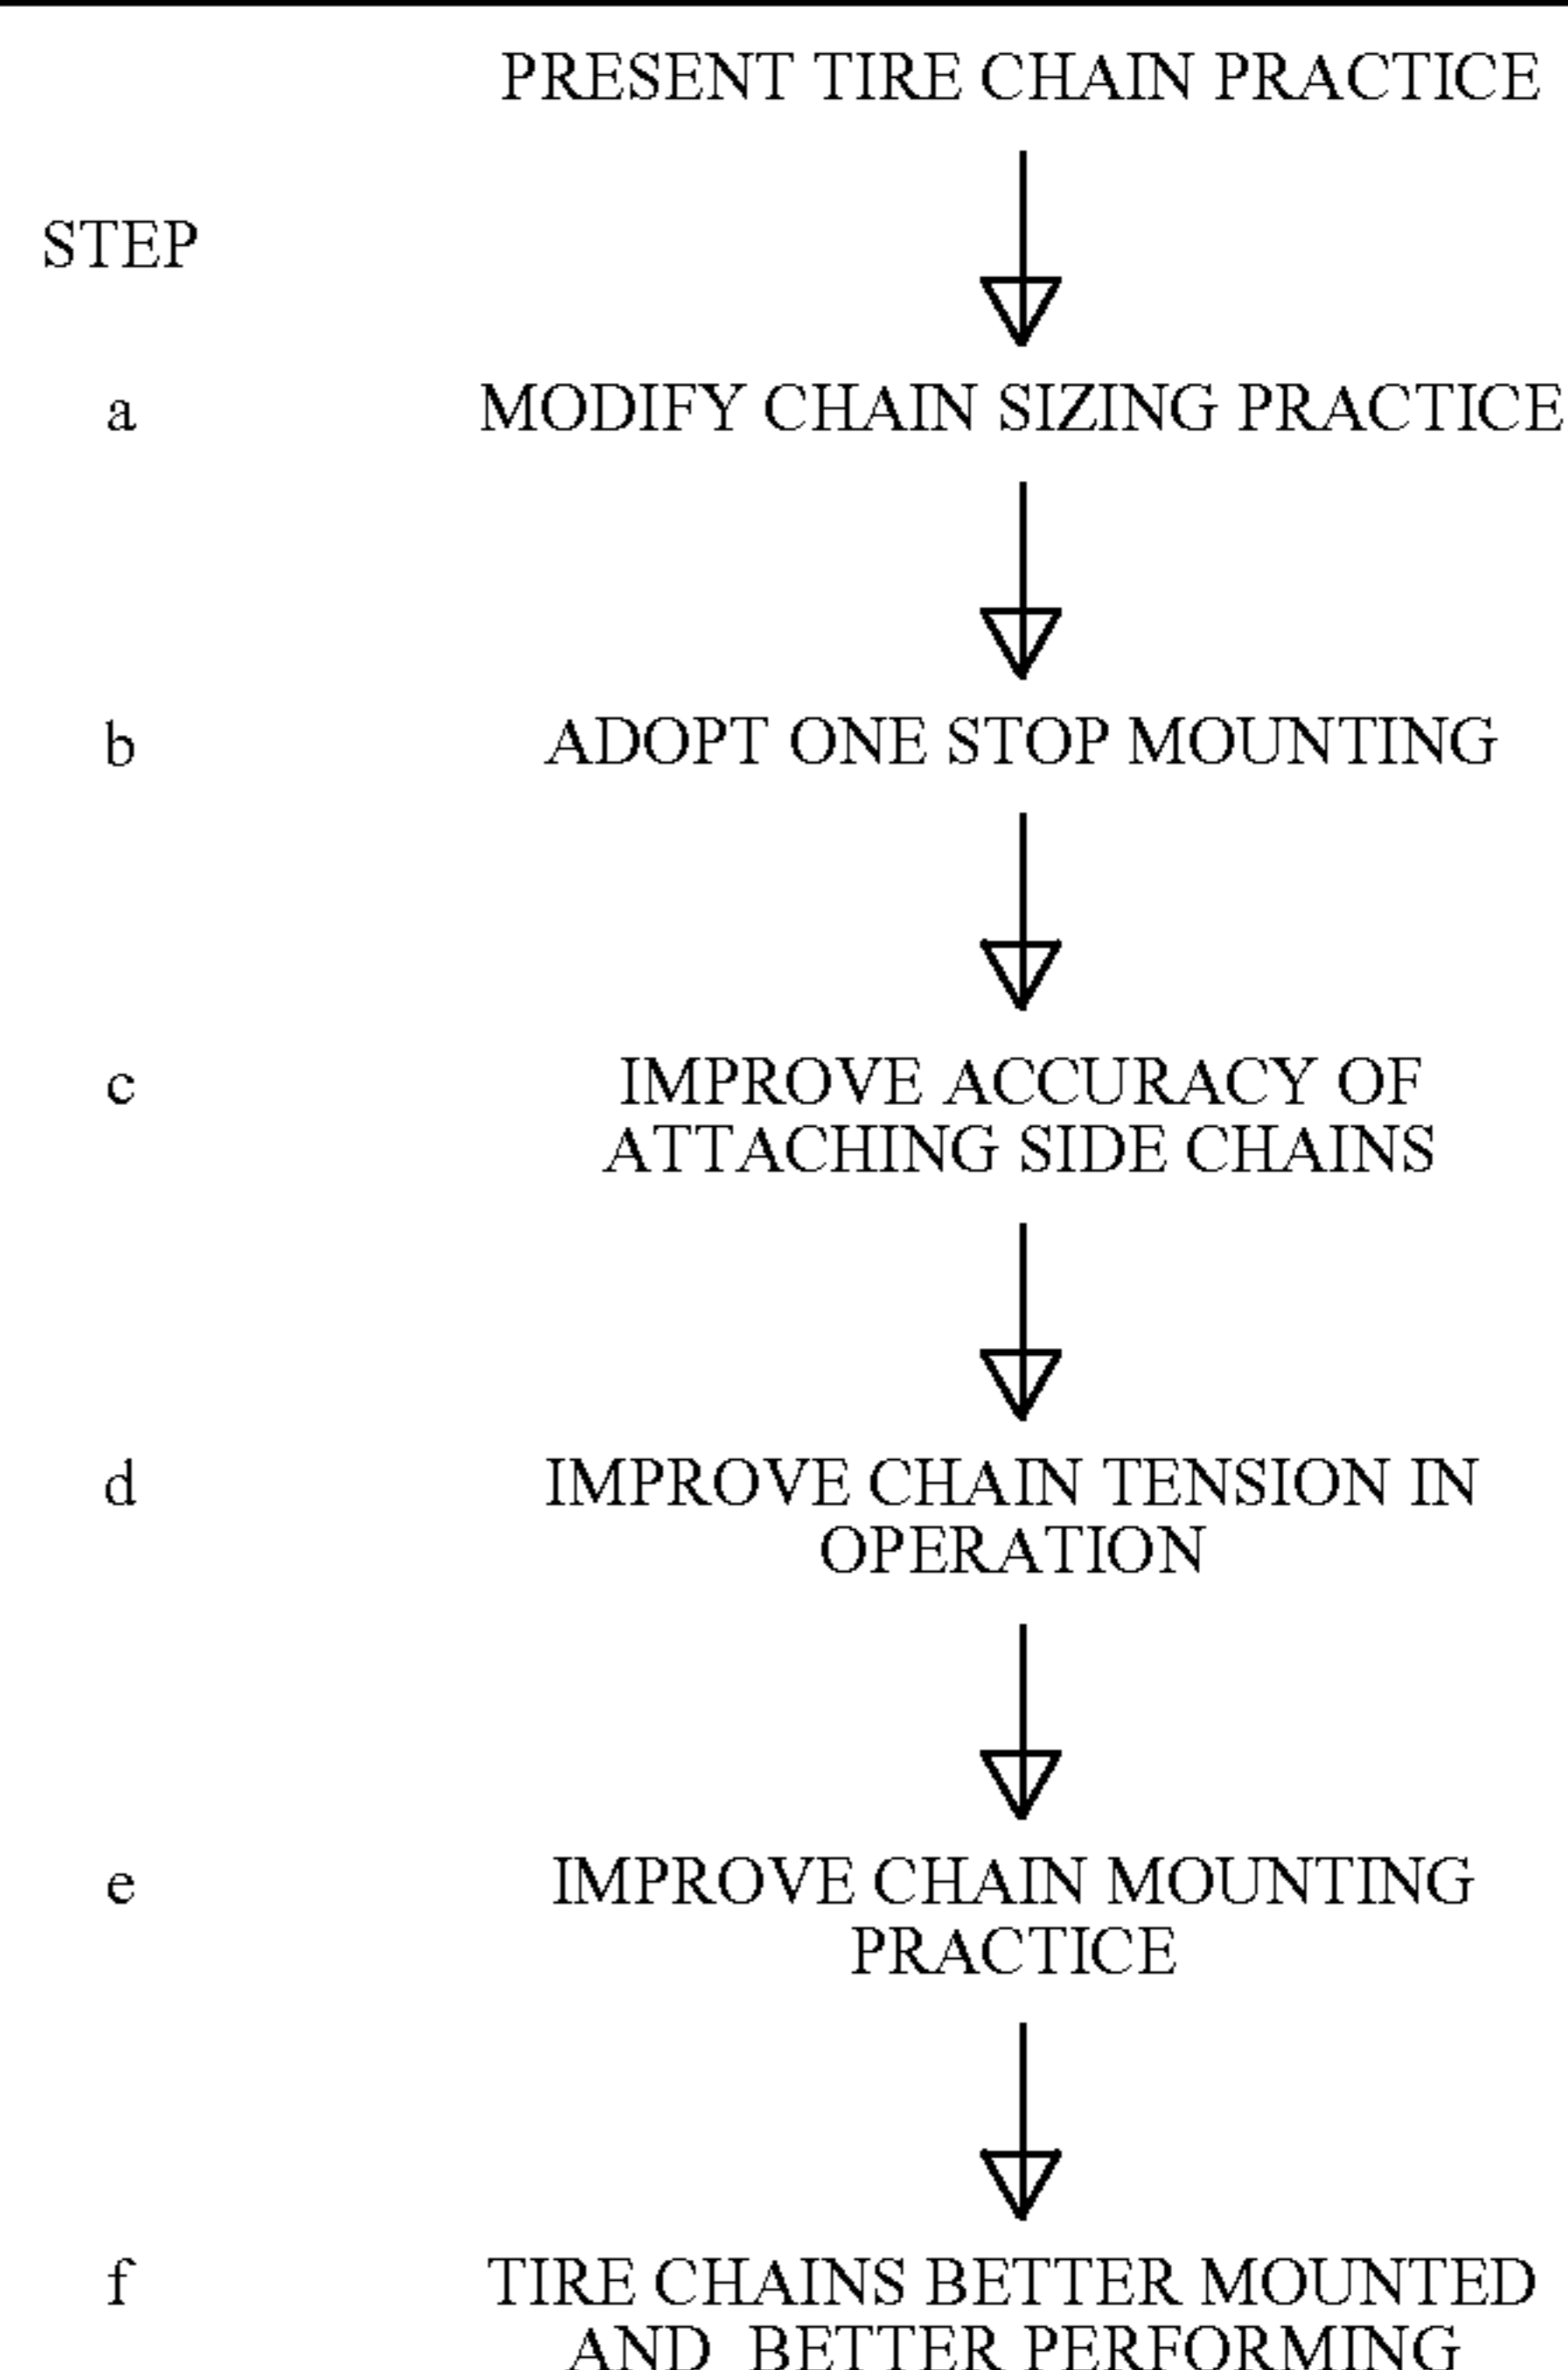 PRESENT TIRE CHAIN PRACTICE
STEP
a MODIFY CHAIN SIZING PRACTICE
b ADOPT ONE STOP MOUNTING
c IMPROVE ACCURACY OF
ATTACHING SIDE CHAINS
d IMPROVE CHAIN TENSION IN
OPERATION
e IMPROVE CHAIN MOUNTING
PRACTICE
f TIRE CHAINS BETTER MOUNTED
AND BETTER PERFORMING